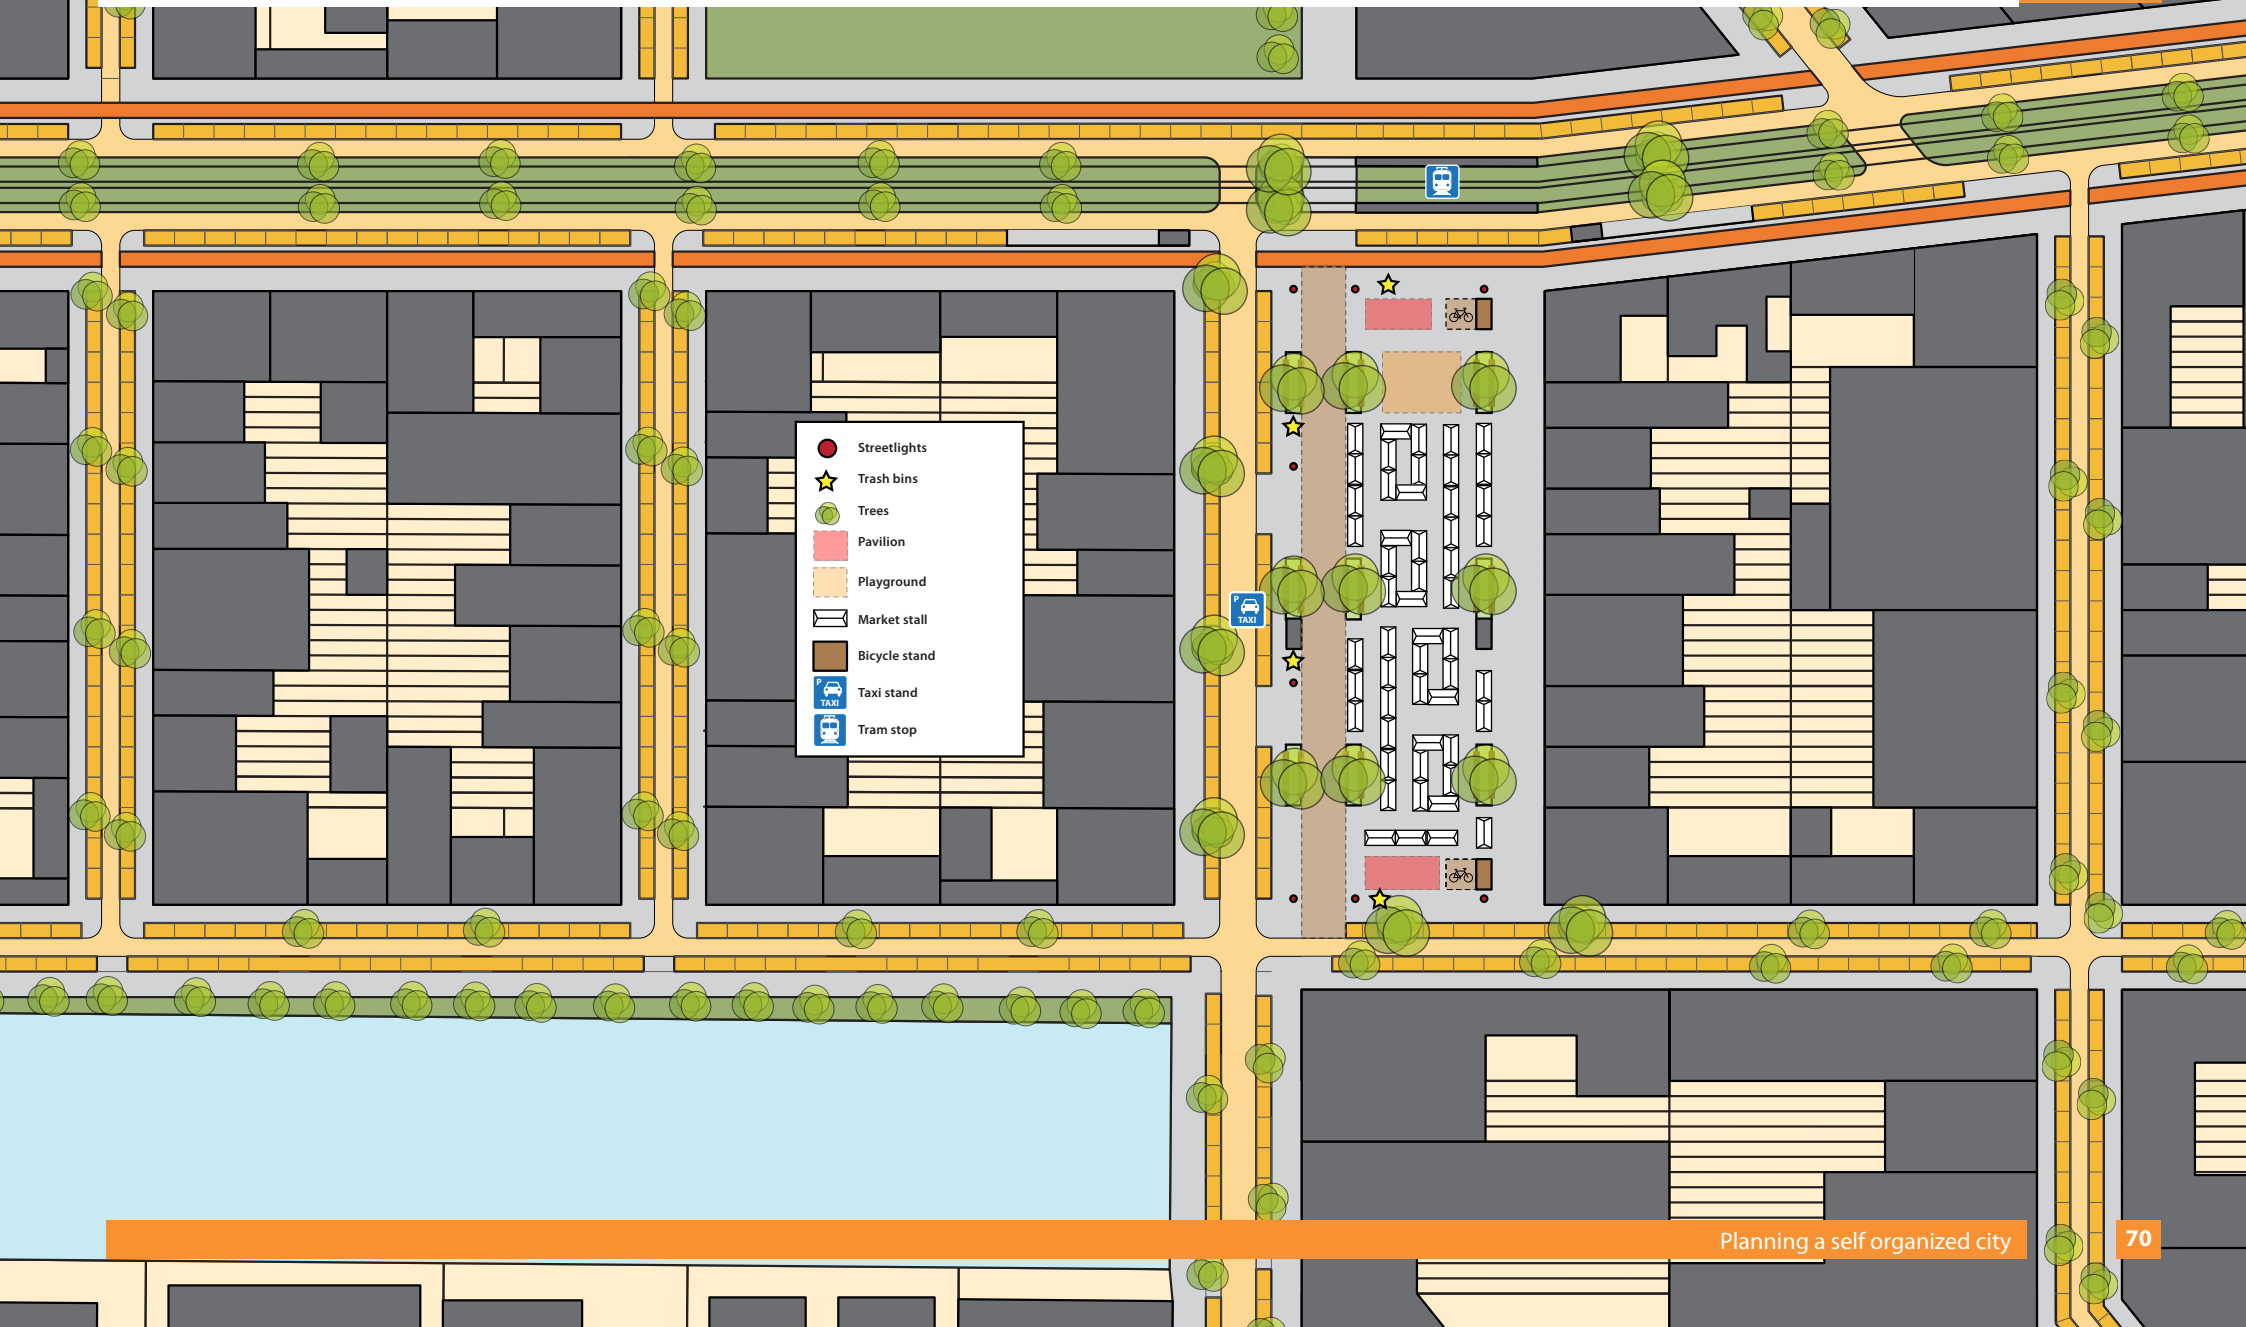 P
TAXI
Streetlights
Trash bins
Trees
Pavilion
Playground
Market stall
Bicycle stand
P
TAXI
Taxi stand
Tram stop
Planning a self organized city
70